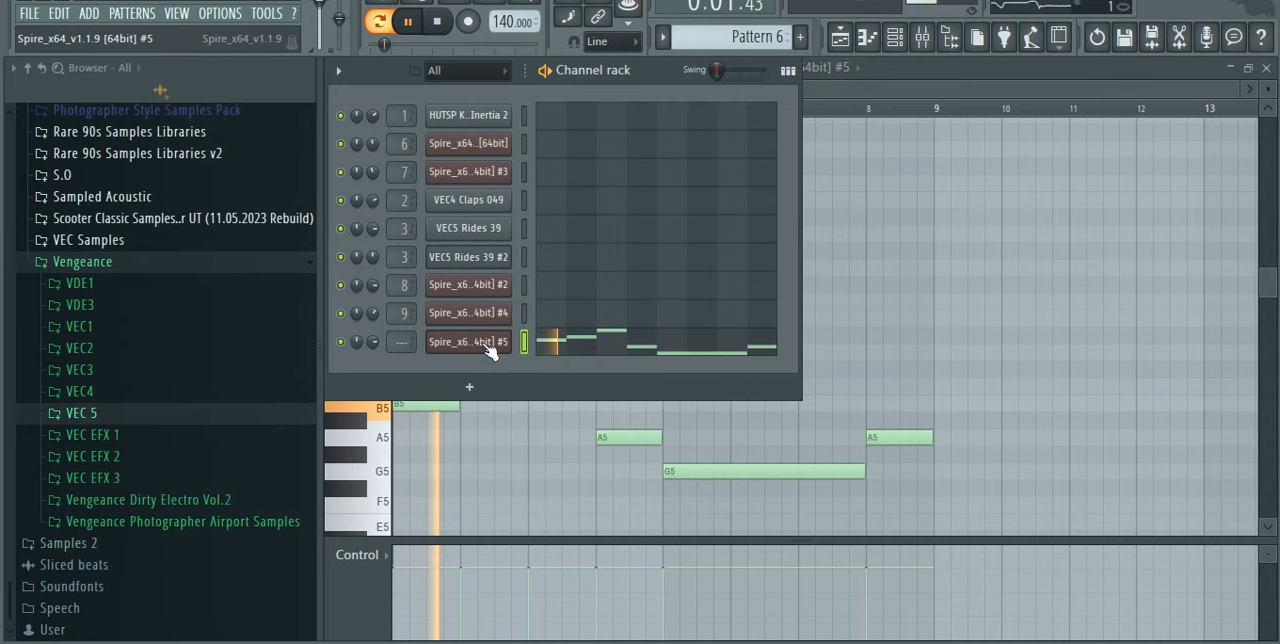 FILE EDIT ADD PATTERNS VIEW OPTIONS TOOLS ?
140.000
Spire_x64_v1.1.9 [64bit] #5 Spire_x64_v1.1.9
Line
Pattern 6
+
1
?
Browser - All
Photographer Style Samples Pack
Rare 90s Samples Libraries
Rare 90s Samples Libraries v2
S.O
Sampled Acoustic
Scooter Classic Samples..r UT (11.05.2023 Rebuild)
VEC Samples
Vengeance
VDE1
VDE3
VEC1
VEC2
VEC3
VEC4
VEC 5
VEC EFX 1
VEC EFX 2
VEC EFX 3
Vengeance Dirty Electro Vol.2
Vengeance Photographer Airport Samples
Samples 2
Sliced beats
Soundfonts
Speech
User
All
Channel rack
Swing
1 HUTSP K..Inertia 2
6 Spire_x64..[64bit]
7 Spire_x6..4bit] #3
2 VEC4 Claps 049
3 VEC5 Rides 39
3 VEC5 Rides 39 #2
8 Spire_x6..4bit] #2
9 Spire_x6..4bit] #4
--- Spire_x6..4bit] #5
+
64bit] #5
8 9 10 11 12 13
B5 B5
A5 A5 A5
G5 G5
F5
E5
Control